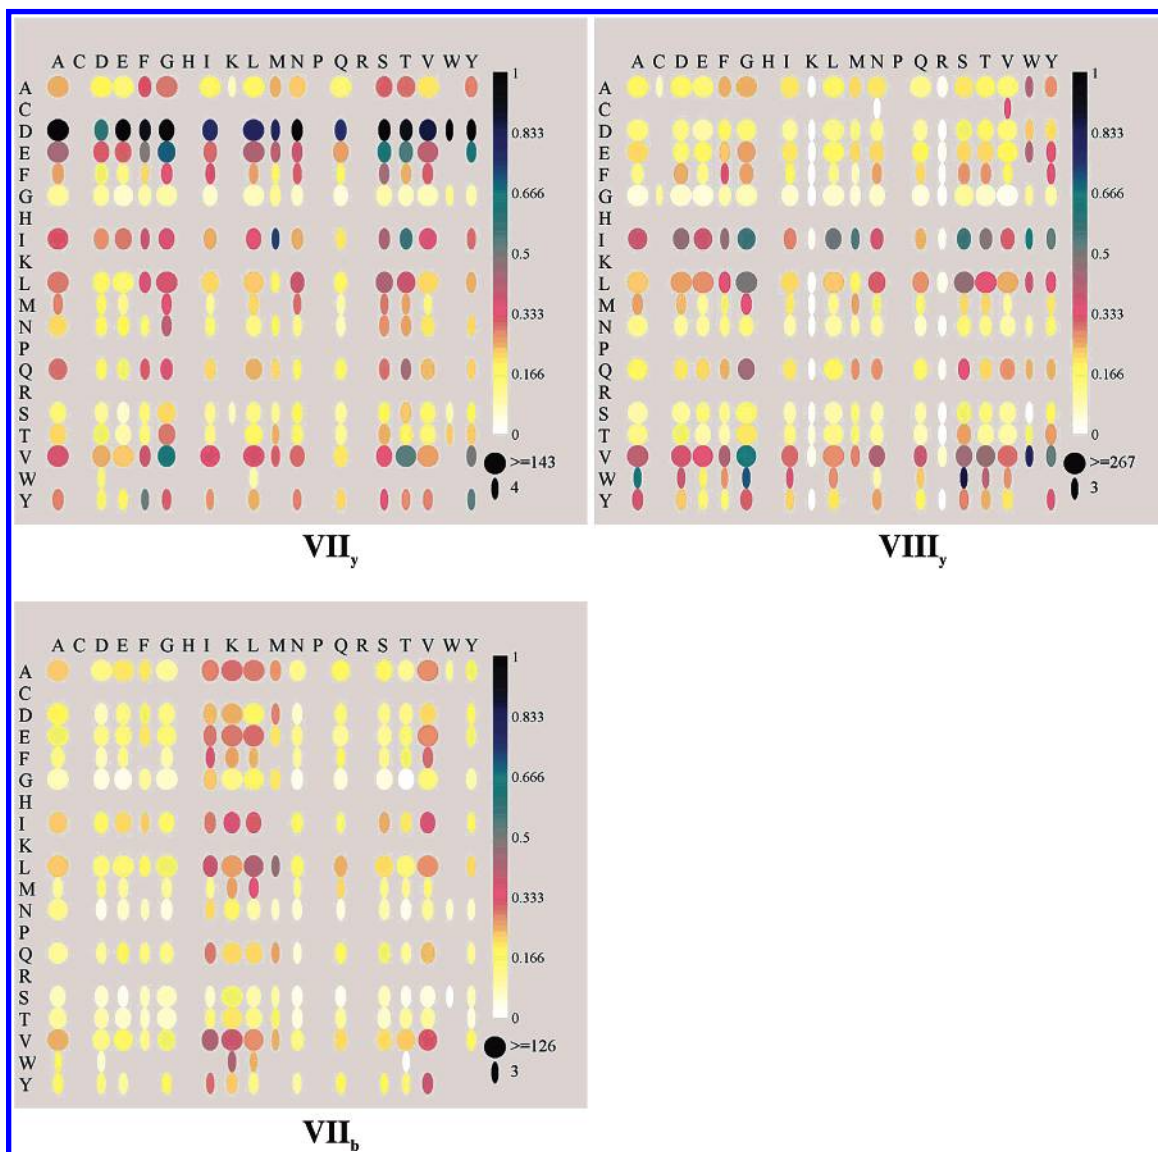 A C D E F G H I K L M N P Q R S T V W Y
A
C
D
E
F
G
H
I
K
L
M
N
P
Q
R
S
T
V
W
Y
1
0.833
0.666
0.5
0.333
0.166
0
>=143
4
VIIy
A C D E F G H I K L M N P Q R S T V W Y
A
C
D
E
F
G
H
I
K
L
M
N
P
Q
R
S
T
V
W
Y
1
0.833
0.666
0.5
0.333
0.166
0
>=267
3
VIIIy
A C D E F G H I K L M N P Q R S T V W Y
A
C
D
E
F
G
H
I
K
L
M
N
P
Q
R
S
T
V
W
Y
1
0.833
0.666
0.5
0.333
0.166
0
>=126
3
VIIb